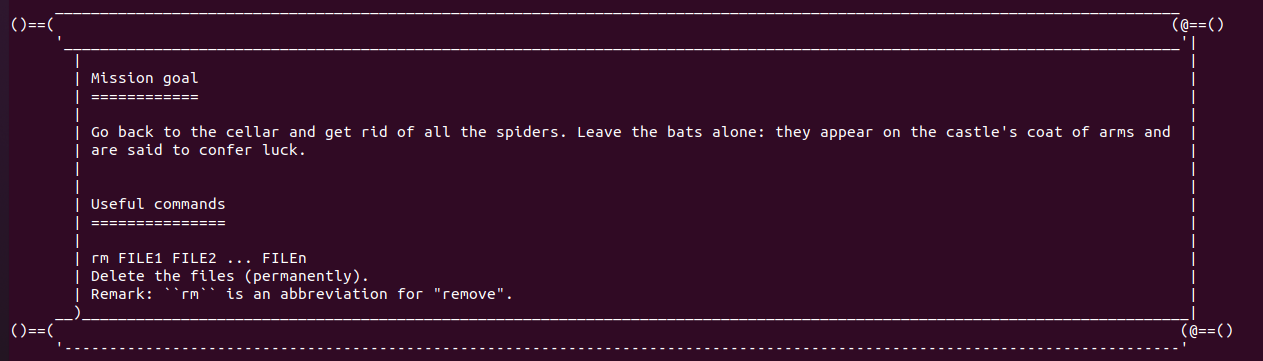 Mission goal
============
Go back to the cellar and get rid of all the spiders. Leave the bats alone: they appear on the castle's coat of arms and
are said to confer luck.
Useful commands
===============
rm FILE1 FILE2 ... FILEn
Delete the files (permanently).
Remark: ``rm`` is an abbreviation for "remove".